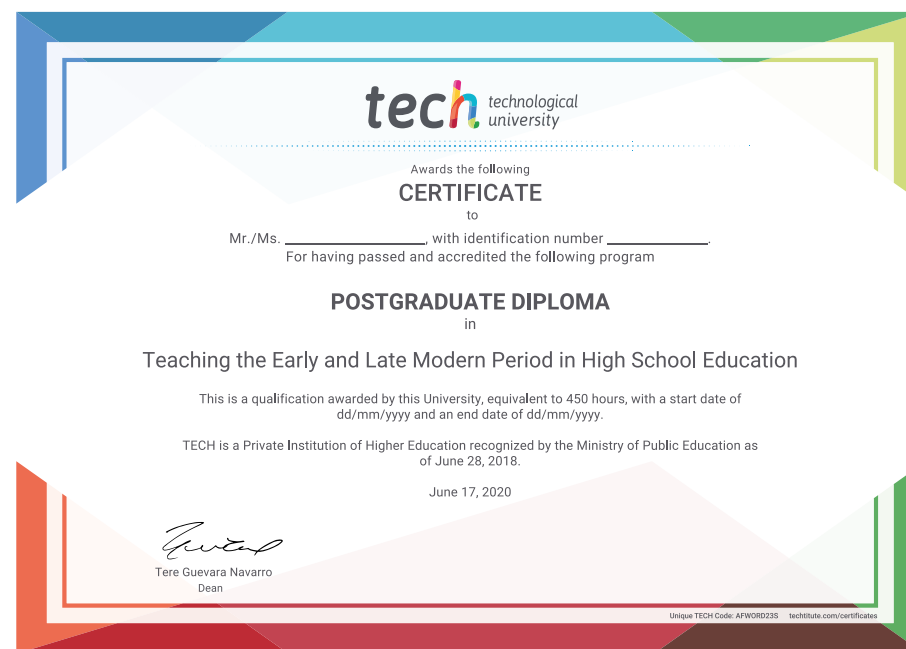 tech technological
university
Awards the following
CERTIFICATE
to
Mr./Ms. ____________________, with identification number ______________.
For having passed and accredited the following program
POSTGRADUATE DIPLOMA
in
Teaching the Early and Late Modern Period in High School Education
This is a qualification awarded by this University, equivalent to 450 hours, with a start date of
dd/mm/yyyy and an end date of dd/mm/yyyy.
TECH is a Private Institution of Higher Education recognized by the Ministry of Public Education as
of June 28, 2018.
June 17, 2020
Tere Guevara Navarro
Dean
Unique TECH Code: AFWORD23S techtitute.com/certificates